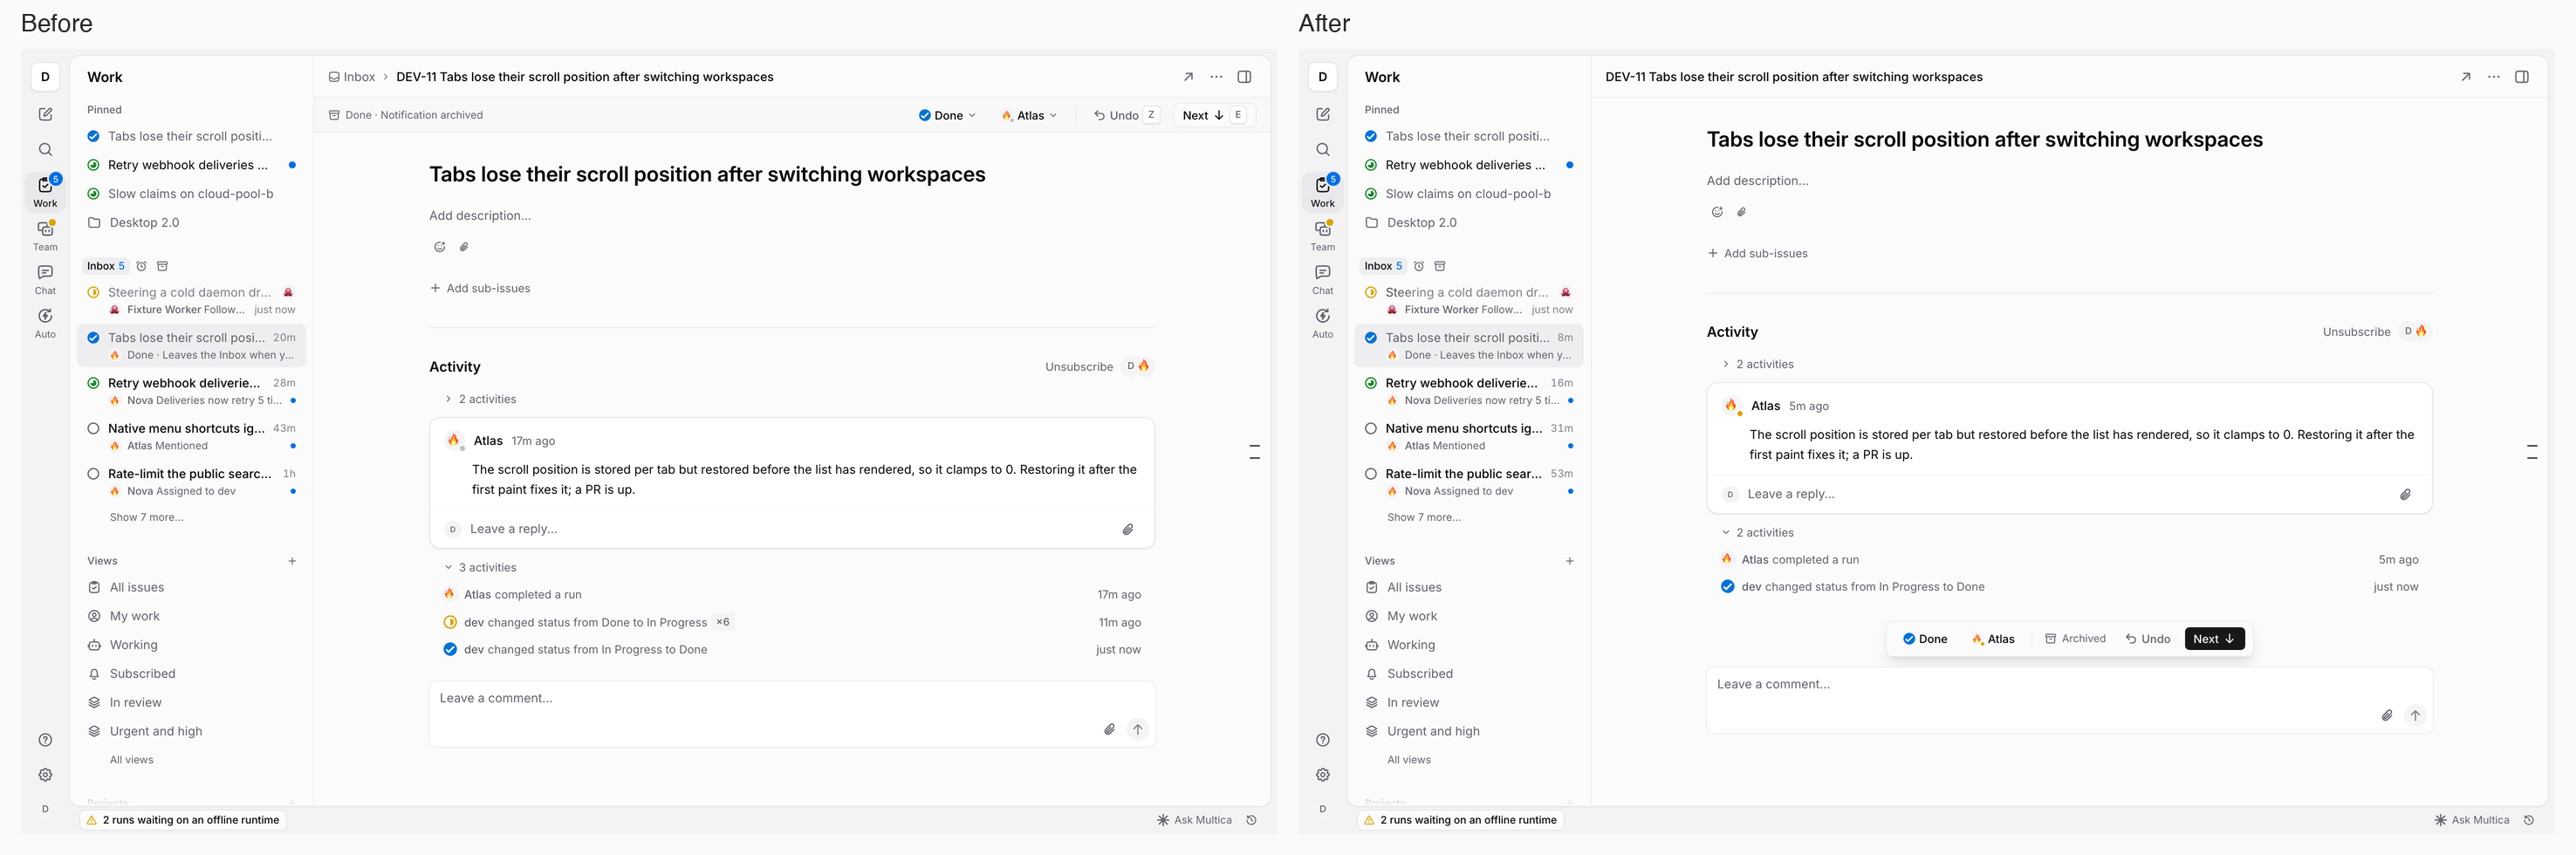 Before
D
Work
Team
Chat
Auto
D
5
Work
Pinned
Tabs lose their scroll positi...
Retry webhook deliveries ...
Slow claims on cloud-pool-b
Desktop 2.0
Inbox 5
Steering a cold daemon dr...
Fixture Worker Follow... just now
Tabs lose their scroll posi... 20m
Done · Leaves the Inbox when y...
Retry webhook deliverie... 28m
Nova Deliveries now retry 5 ti...
Native menu shortcuts ig... 43m
Atlas Mentioned
Rate-limit the public searc... 1h
Nova Assigned to dev
Show 7 more...
Views +
All issues
My work
Working
Subscribed
In review
Urgent and high
All views
Projects +
Inbox > DEV-11 Tabs lose their scroll position after switching workspaces
Done · Notification archived Done Atlas Undo Z Next ↓ E
Tabs lose their scroll position after switching workspaces
Add description...
+ Add sub-issues
Activity Unsubscribe D
2 activities
Atlas 17m ago
The scroll position is stored per tab but restored before the list has rendered, so it clamps to 0. Restoring it after the
first paint fixes it; a PR is up.
D Leave a reply...
3 activities
Atlas completed a run 17m ago
dev changed status from Done to In Progress ×6 11m ago
dev changed status from In Progress to Done just now
Leave a comment...
2 runs waiting on an offline runtime Ask Multica
After
D
5
Work
Team
Chat
Auto
D
Work
Pinned
Tabs lose their scroll positi...
Retry webhook deliveries ...
Slow claims on cloud-pool-b
Desktop 2.0
Inbox 5
Steering a cold daemon dr...
Fixture Worker Follow... just now
Tabs lose their scroll posi... 8m
Done · Leaves the Inbox when y...
Retry webhook deliverie... 16m
Nova Deliveries now retry 5 ti...
Native menu shortcuts ig... 31m
Atlas Mentioned
Rate-limit the public sear... 53m
Nova Assigned to dev
Show 7 more...
Views +
All issues
My work
Working
Subscribed
In review
Urgent and high
All views
Projects +
DEV-11 Tabs lose their scroll position after switching workspaces
Tabs lose their scroll position after switching workspaces
Add description...
+ Add sub-issues
Activity Unsubscribe D
2 activities
Atlas 5m ago
The scroll position is stored per tab but restored before the list has rendered, so it clamps to 0. Restoring it after the
first paint fixes it; a PR is up.
D Leave a reply...
2 activities
Atlas completed a run 5m ago
dev changed status from In Progress to Done just now
Done Atlas Archived Undo Next ↓
Leave a comment...
2 runs waiting on an offline runtime Ask Multica